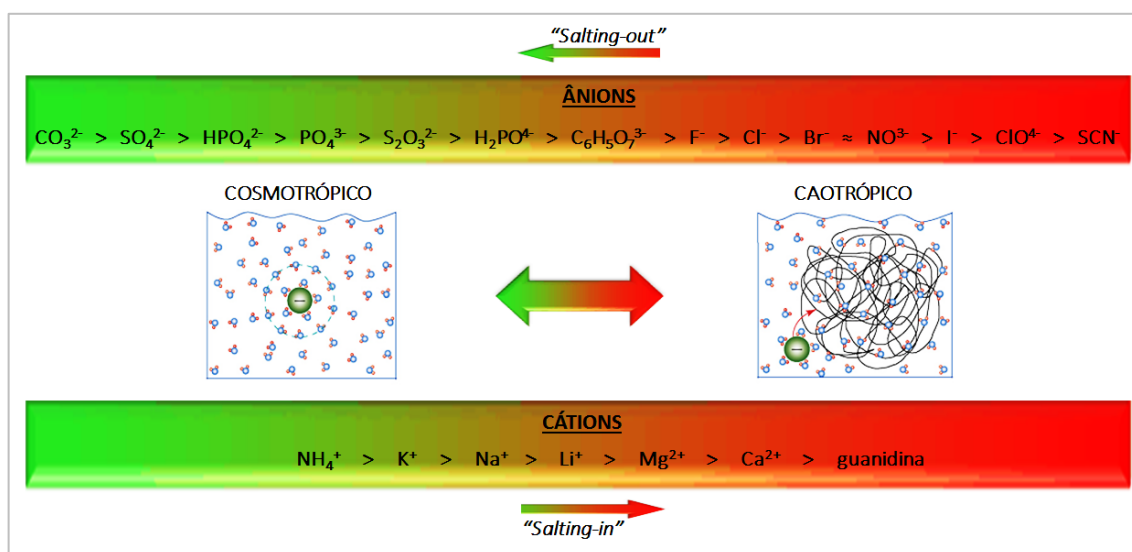 “Salting-out”
ÂNIONS
CO₃²⁻ > SO₄²⁻ > HPO₄²⁻ > PO₄³⁻ > S₂O₃²⁻ > H₂PO⁴⁻ > C₆H₅O₇³⁻ > F⁻ > Cl⁻ > Br⁻ ≈ NO³⁻ > I⁻ > ClO⁴⁻ > SCN⁻
COSMOTRÓPICO CAOTRÓPICO
CÁTIONS
NH₄⁺ > K⁺ > Na⁺ > Li⁺ > Mg²⁺ > Ca²⁺ > guanidina
“Salting-in”